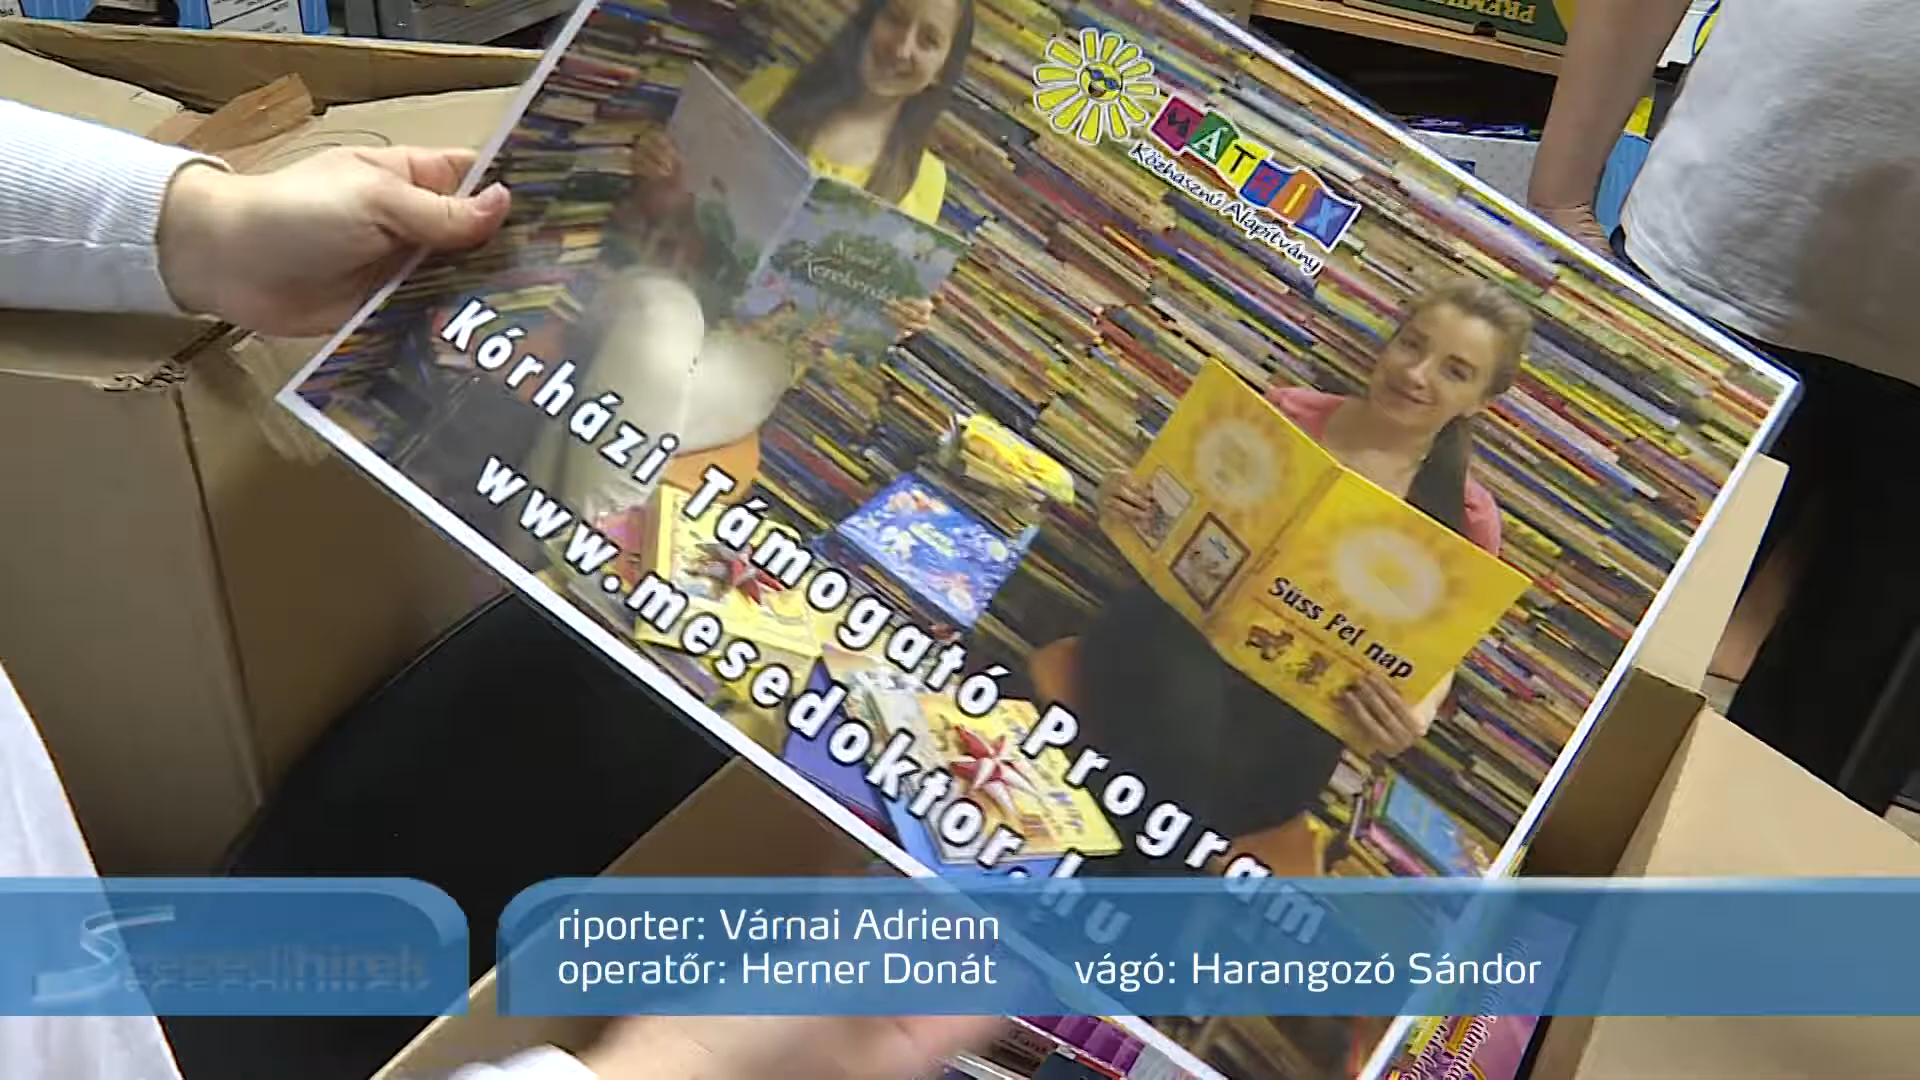 MÁTRIX
Közhasznú Alapítvány
Kórházi Támogató Program
www.mesedoktor.hu
Süss fel nap
riporter: Várnai Adrienn
operatőr: Herner Donát
vágó: Harangozó Sándor
Szegedhírek